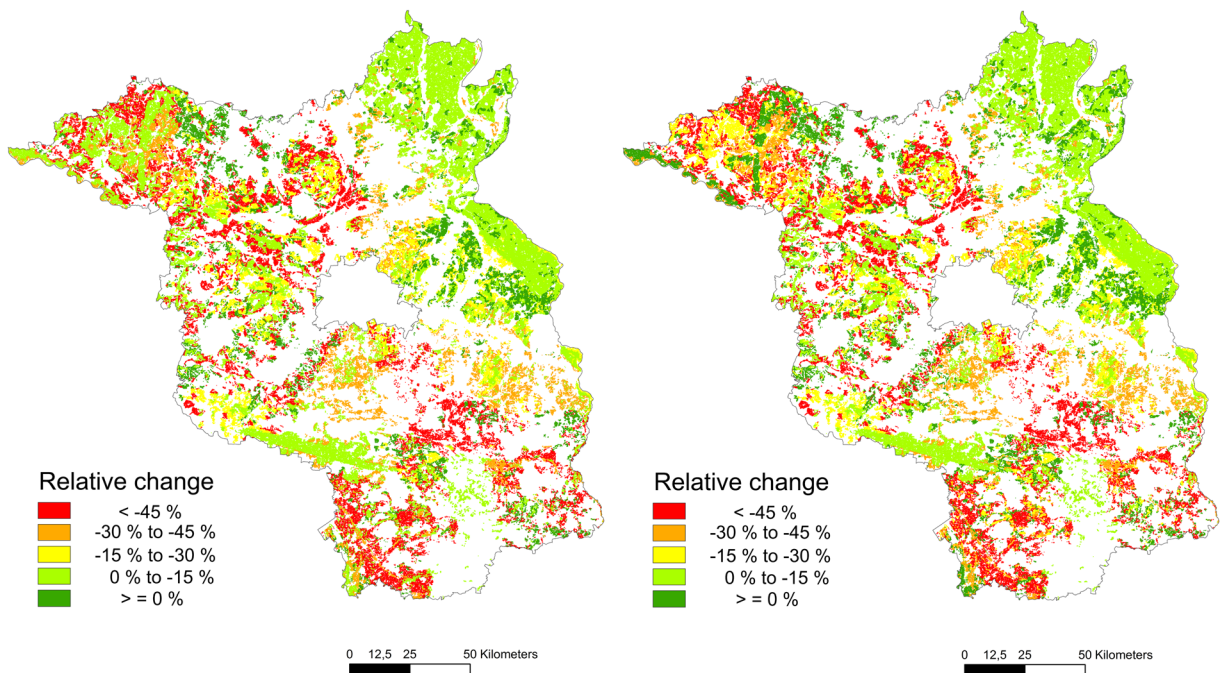 Relative change
< -45 %
-30 % to -45 %
-15 % to -30 %
0 % to -15 %
> = 0 %
0 12,5 25 50 Kilometers
Relative change
< -45 %
-30 % to -45 %
-15 % to -30 %
0 % to -15 %
> = 0 %
0 12,5 25 50 Kilometers